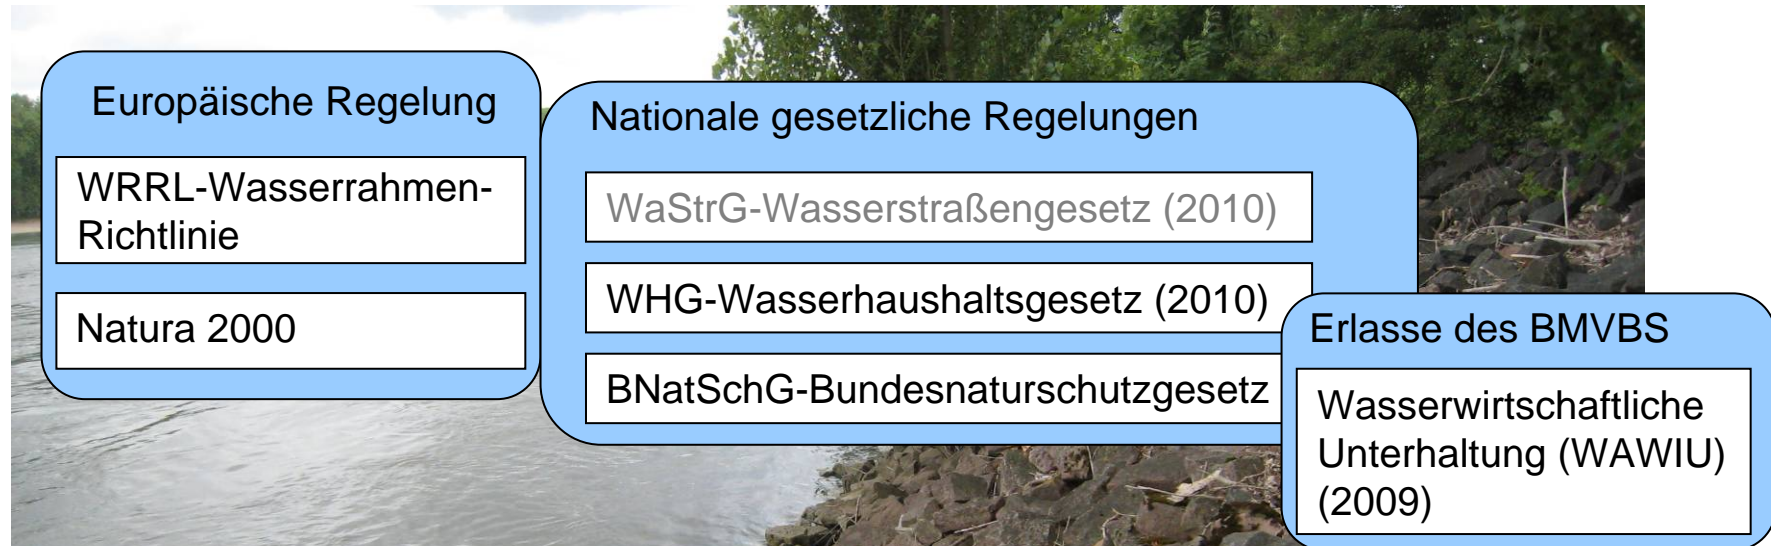 Europäische Regelung
WRRL-Wasserrahmen-
Richtlinie
Natura 2000
Nationale gesetzliche Regelungen
WaStrG-Wasserstraßengesetz (2010)
WHG-Wasserhaushaltsgesetz (2010)
BNatSchG-Bundesnaturschutzgesetz
Erlasse des BMVBS
Wasserwirtschaftliche
Unterhaltung (WAWIU)
(2009)